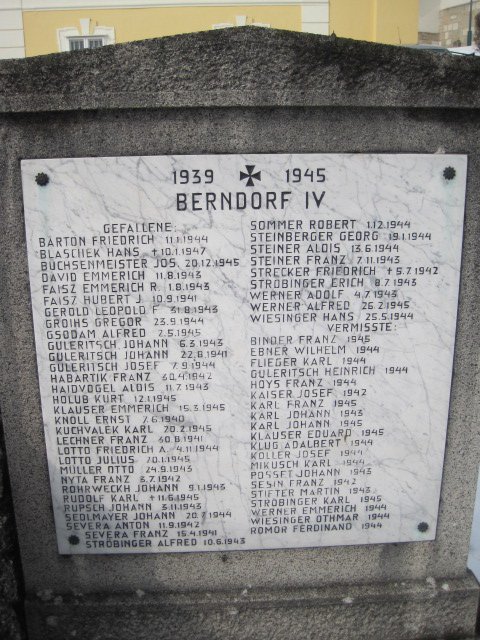 1939 ✠ 1945
BERNDORF IV
GEFALLENE:
BARTON FRIEDRICH 11.1.1944
BLASCHEK HANS +10.1.1947
BUCHSENMEISTER JOS. 20.12.1945
DAVID EMMERICH 11.8.1943
FAISZ EMMERICH R. 1.8.1943
FAISZ HUBERT J. 10.9.1941
GEROLD LEOPOLD F. 31.8.1943
GROIHS GREGOR 23.9.1944
GSODAM ALFRED 7.5.1945
GULERITSCH JOHANN 6.3.1943
GULERITSCH JOHANN 22.8.1941
GULERITSCH JOSEF 7.9.1944
HABARTIK FRANZ 30.4.1942
HAIDVOGEL ALOIS 11.7.1943
HOLUB KURT 12.1.1945
KLAUSER EMMERICH 15.3.1945
KNOLL ERNST 7.6.1940
KUCHVALEK KARL 20.2.1945
LECHNER FRANZ 30.8.1941
LOTTO FRIEDRICH A. 4.11.1944
LOTTO JULIUS 20.1.1945
MÜLLER OTTO 24.9.1943
NYTA FRANZ 3.7.1942
ROHRWECKH JOHANN 9.1.1943
RUDOLF KARL +11.6.1945
RUPSCH JOHANN 3.11.1943
SEDLMAYER JOHANN 20.7.1944
SEVERA ANTON 11.9.1942
SEVERA FRANZ 15.4.1941
STRÖBINGER ALFRED 10.6.1943
SOMMER ROBERT 1.12.1944
STEINBERGER GEORG 19.1.1944
STEINER ALOIS 13.6.1944
STEINER FRANZ 7.11.1943
STRECKER FRIEDRICH +5.7.1942
STRÖBINGER ERICH 8.7.1943
WERNER ADOLF 4.7.1943
WERNER ALFRED 26.2.1945
WIESINGER HANS 25.5.1944
VERMISSTE:
BINDER FRANZ 1945
EBNER WILHELM 1944
FLIEGER KARL 1944
GULERITSCH HEINRICH 1944
HOYS FRANZ 1944
KAISER JOSEF 1942
KARL FRANZ 1945
KARL JOHANN 1943
KARL JOHANN 1945
KLAUSER EDUARD 1945
KLUG ADALBERT 1944
KOLLER JOSEF 1944
MIKUSCH KARL 1944
POSSET JOHANN 1943
SESIN FRANZ 1942
STIFTER MARTIN 1943
STRÖBINGER KARL 1945
WERNER EMMERICH 1944
WIESINGER OTHMAR 1944
ROMOR FERDINAND 1944